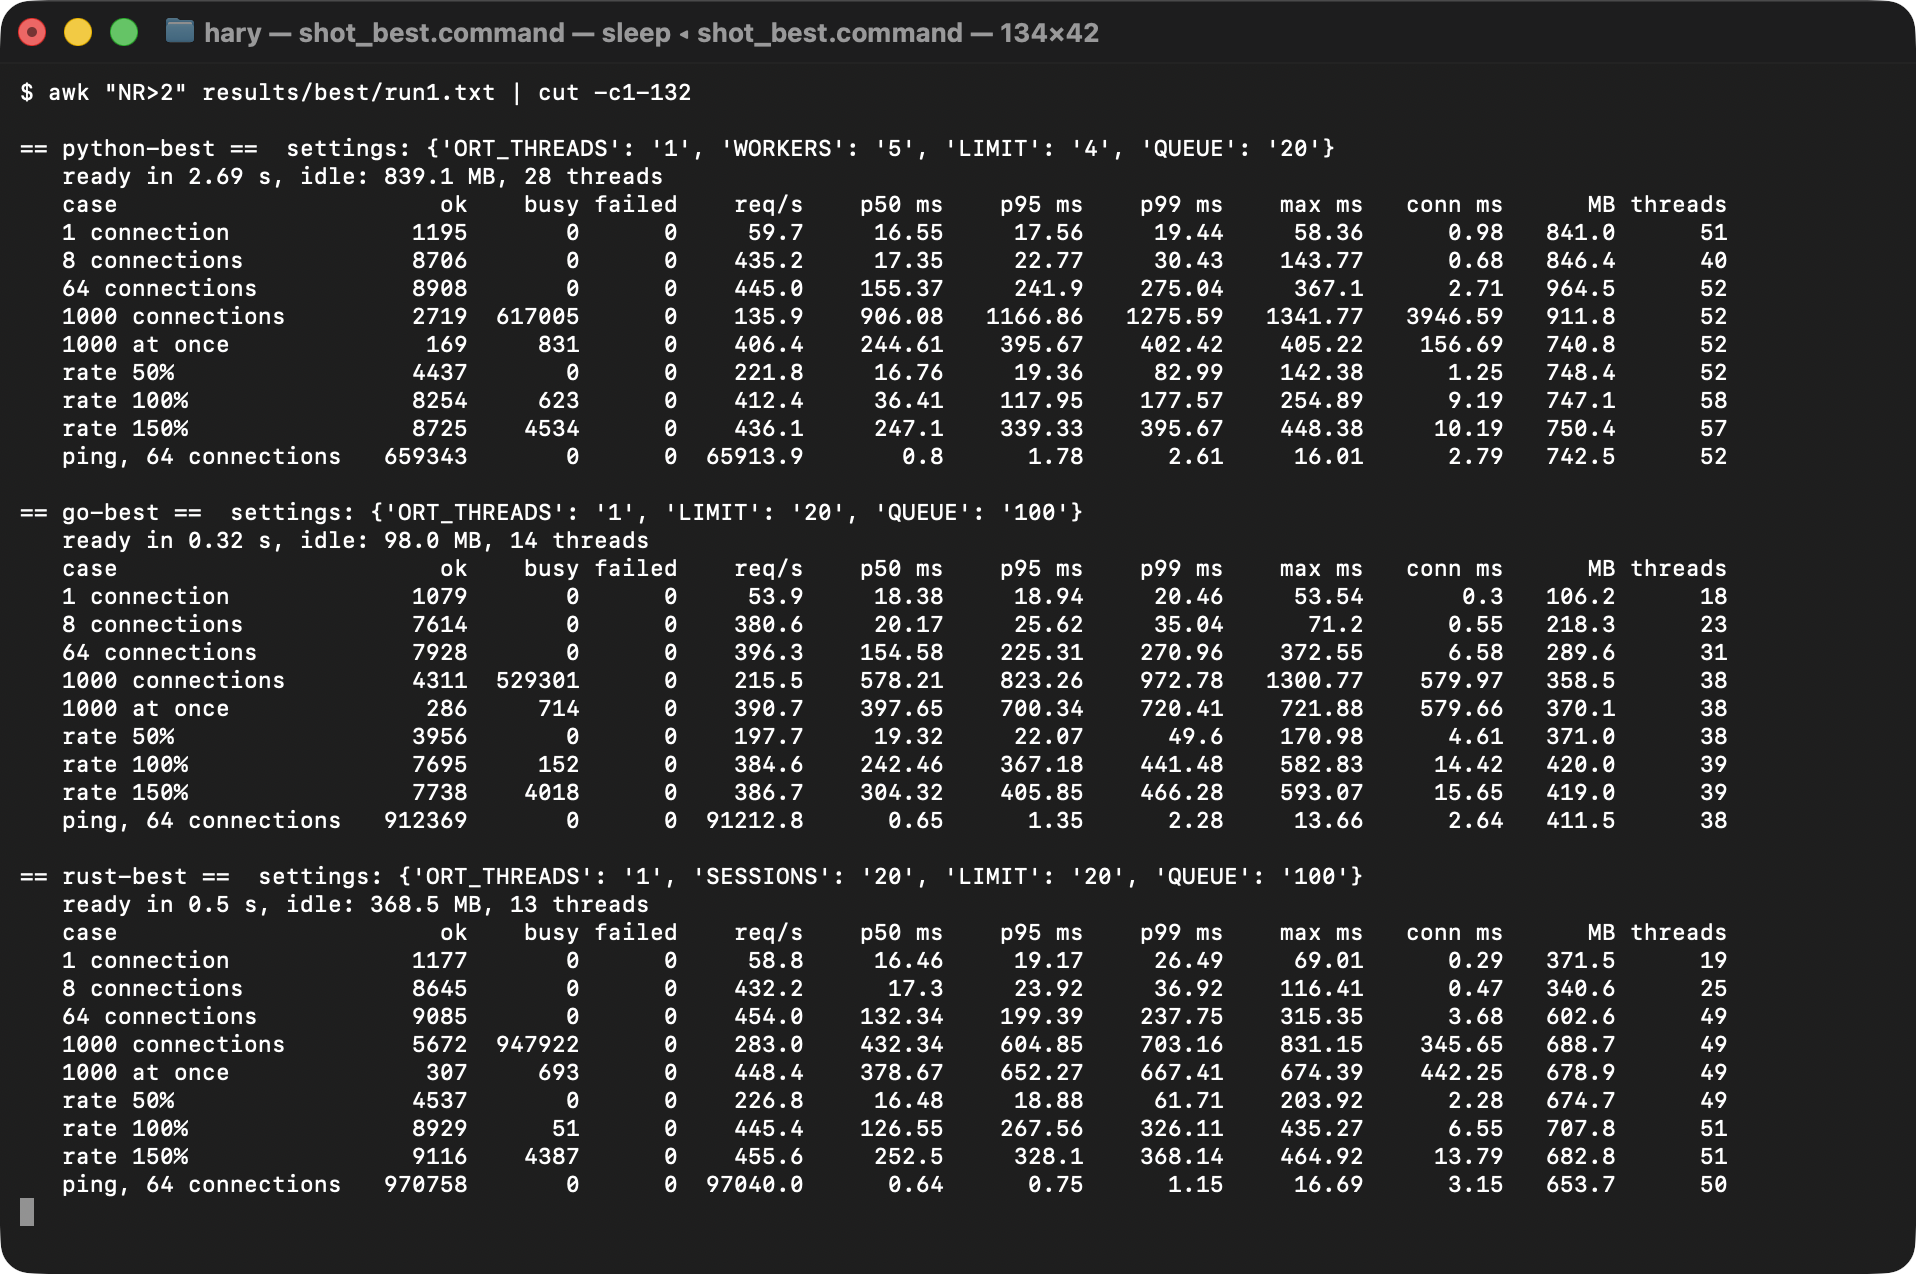 hary — shot_best.command — sleep ◂ shot_best.command — 134×42
$ awk "NR>2" results/best/run1.txt | cut -c1-132
== python-best ==  settings: {'ORT_THREADS': '1', 'WORKERS': '5', 'LIMIT': '4', 'QUEUE': '20'}
   ready in 2.69 s, idle: 839.1 MB, 28 threads
   case                       ok    busy failed    req/s    p50 ms    p95 ms    p99 ms    max ms   conn ms      MB threads
   1 connection             1195       0      0     59.7     16.55     17.56     19.44     58.36      0.98   841.0      51
   8 connections            8706       0      0    435.2     17.35     22.77     30.43    143.77      0.68   846.4      40
   64 connections           8908       0      0    445.0    155.37     241.9    275.04     367.1      2.71   964.5      52
   1000 connections         2719  617005      0    135.9    906.08   1166.86   1275.59   1341.77   3946.59   911.8      52
   1000 at once              169     831      0    406.4    244.61    395.67    402.42    405.22    156.69   740.8      52
   rate 50%                 4437       0      0    221.8     16.76     19.36     82.99    142.38      1.25   748.4      52
   rate 100%                8254     623      0    412.4     36.41    117.95    177.57    254.89      9.19   747.1      58
   rate 150%                8725    4534      0    436.1     247.1    339.33    395.67    448.38     10.19   750.4      57
   ping, 64 connections   659343       0      0  65913.9       0.8      1.78      2.61     16.01      2.79   742.5      52
== go-best ==  settings: {'ORT_THREADS': '1', 'LIMIT': '20', 'QUEUE': '100'}
   ready in 0.32 s, idle: 98.0 MB, 14 threads
   case                       ok    busy failed    req/s    p50 ms    p95 ms    p99 ms    max ms   conn ms      MB threads
   1 connection             1079       0      0     53.9     18.38     18.94     20.46     53.54       0.3   106.2      18
   8 connections            7614       0      0    380.6     20.17     25.62     35.04      71.2      0.55   218.3      23
   64 connections           7928       0      0    396.3    154.58    225.31    270.96    372.55      6.58   289.6      31
   1000 connections         4311  529301      0    215.5    578.21    823.26    972.78   1300.77    579.97   358.5      38
   1000 at once              286     714      0    390.7    397.65    700.34    720.41    721.88    579.66   370.1      38
   rate 50%                 3956       0      0    197.7     19.32     22.07      49.6    170.98      4.61   371.0      38
   rate 100%                7695     152      0    384.6    242.46    367.18    441.48    582.83     14.42   420.0      39
   rate 150%                7738    4018      0    386.7    304.32    405.85    466.28    593.07     15.65   419.0      39
   ping, 64 connections   912369       0      0  91212.8      0.65      1.35      2.28     13.66      2.64   411.5      38
== rust-best ==  settings: {'ORT_THREADS': '1', 'SESSIONS': '20', 'LIMIT': '20', 'QUEUE': '100'}
   ready in 0.5 s, idle: 368.5 MB, 13 threads
   case                       ok    busy failed    req/s    p50 ms    p95 ms    p99 ms    max ms   conn ms      MB threads
   1 connection             1177       0      0     58.8     16.46     19.17     26.49     69.01      0.29   371.5      19
   8 connections            8645       0      0    432.2      17.3     23.92     36.92    116.41      0.47   340.6      25
   64 connections           9085       0      0    454.0    132.34    199.39    237.75    315.35      3.68   602.6      49
   1000 connections         5672  947922      0    283.0    432.34    604.85    703.16    831.15    345.65   688.7      49
   1000 at once              307     693      0    448.4    378.67    652.27    667.41    674.39    442.25   678.9      49
   rate 50%                 4537       0      0    226.8     16.48     18.88     61.71    203.92      2.28   674.7      49
   rate 100%                8929      51      0    445.4    126.55    267.56    326.11    435.27      6.55   707.8      51
   rate 150%                9116    4387      0    455.6     252.5     328.1    368.14    464.92     13.79   682.8      51
   ping, 64 connections   970758       0      0  97040.0      0.64      0.75      1.15     16.69      3.15   653.7      50